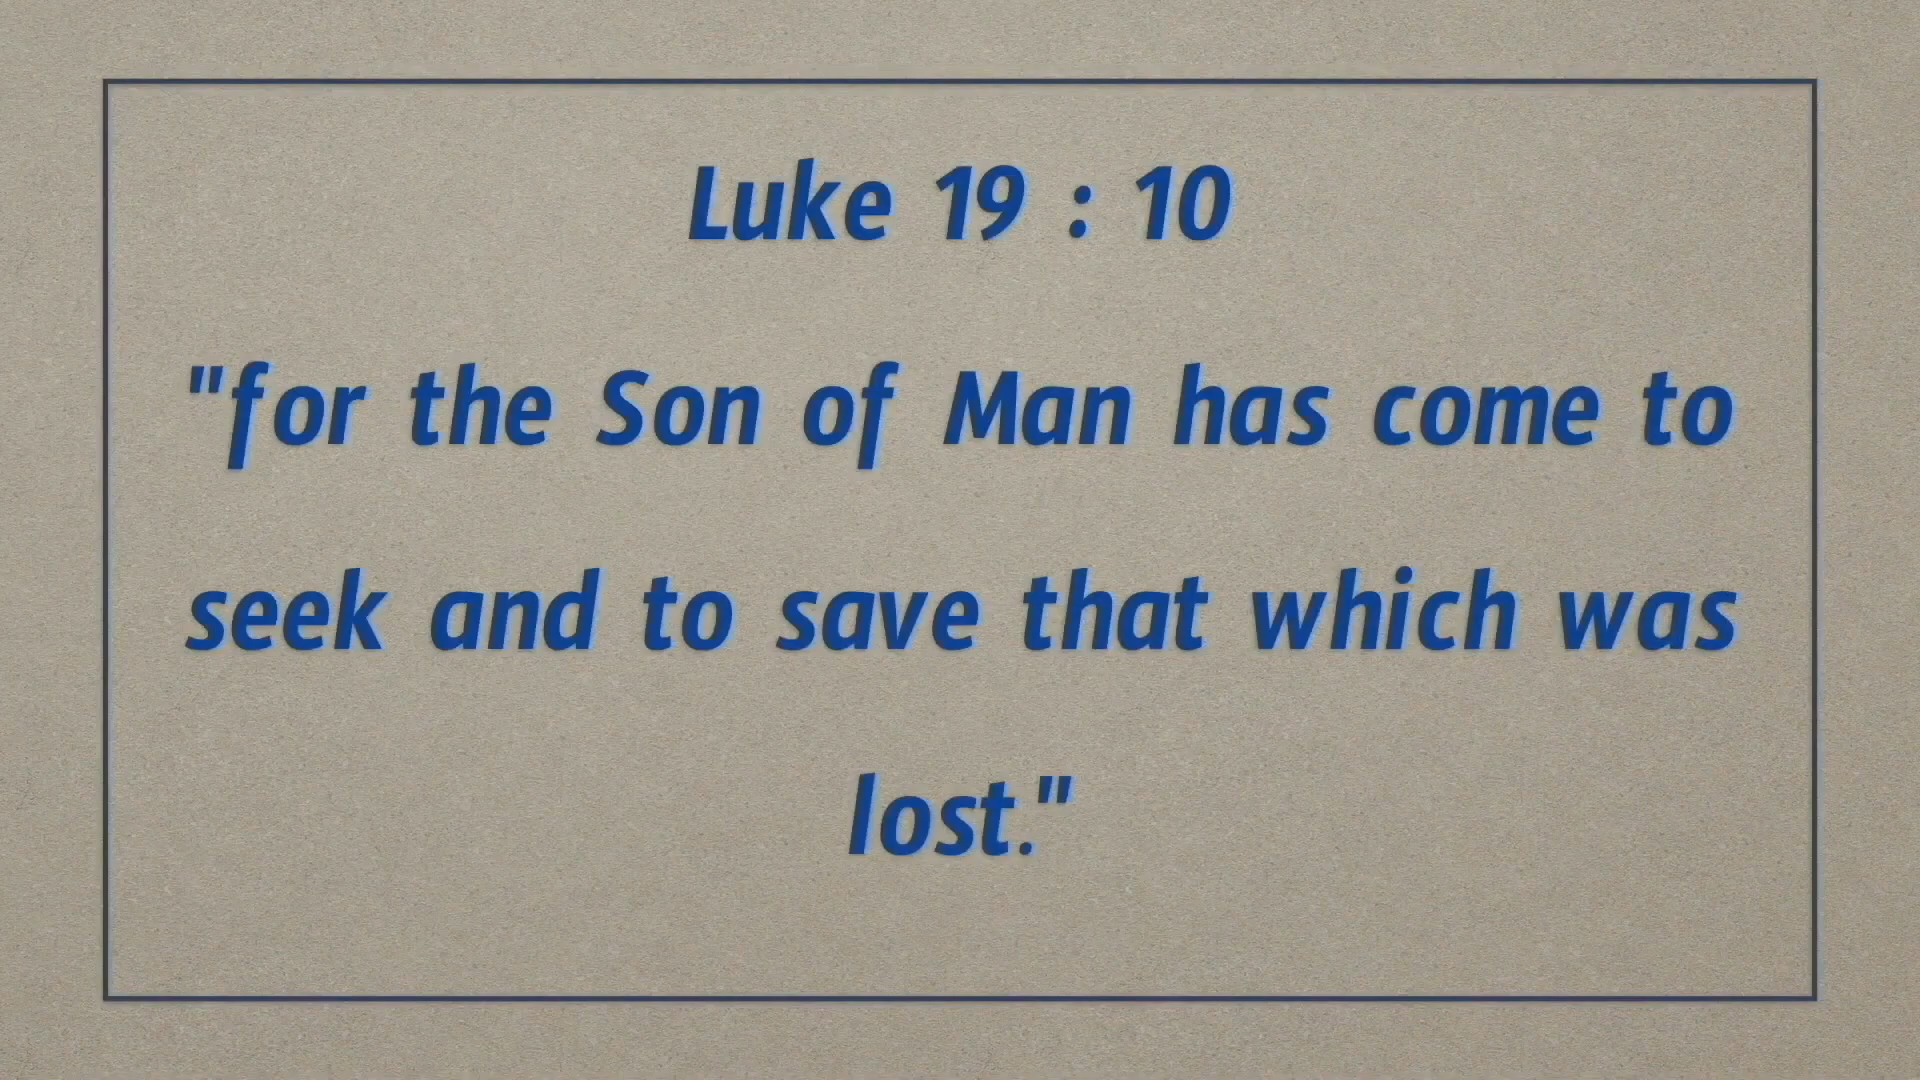 Luke 19 : 10
"for the Son of Man has come to
seek and to save that which was
lost."